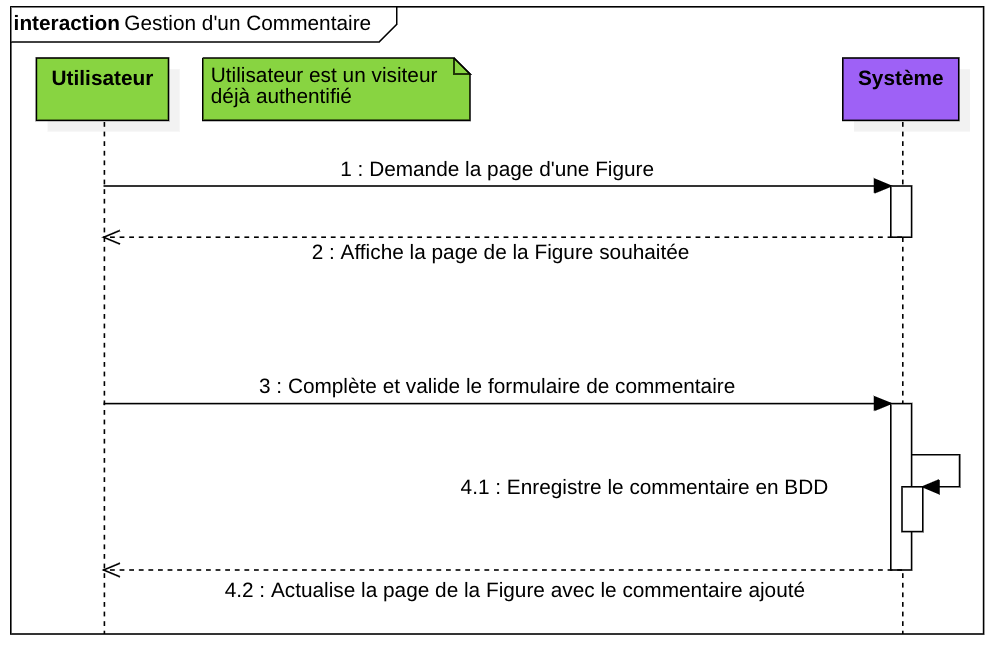 interaction Gestion d'un Commentaire
Utilisateur
Utilisateur est un visiteur
déjà authentifié
Système
1 : Demande la page d'une Figure
2 : Affiche la page de la Figure souhaitée
3 : Complète et valide le formulaire de commentaire
4.1 : Enregistre le commentaire en BDD
4.2 : Actualise la page de la Figure avec le commentaire ajouté